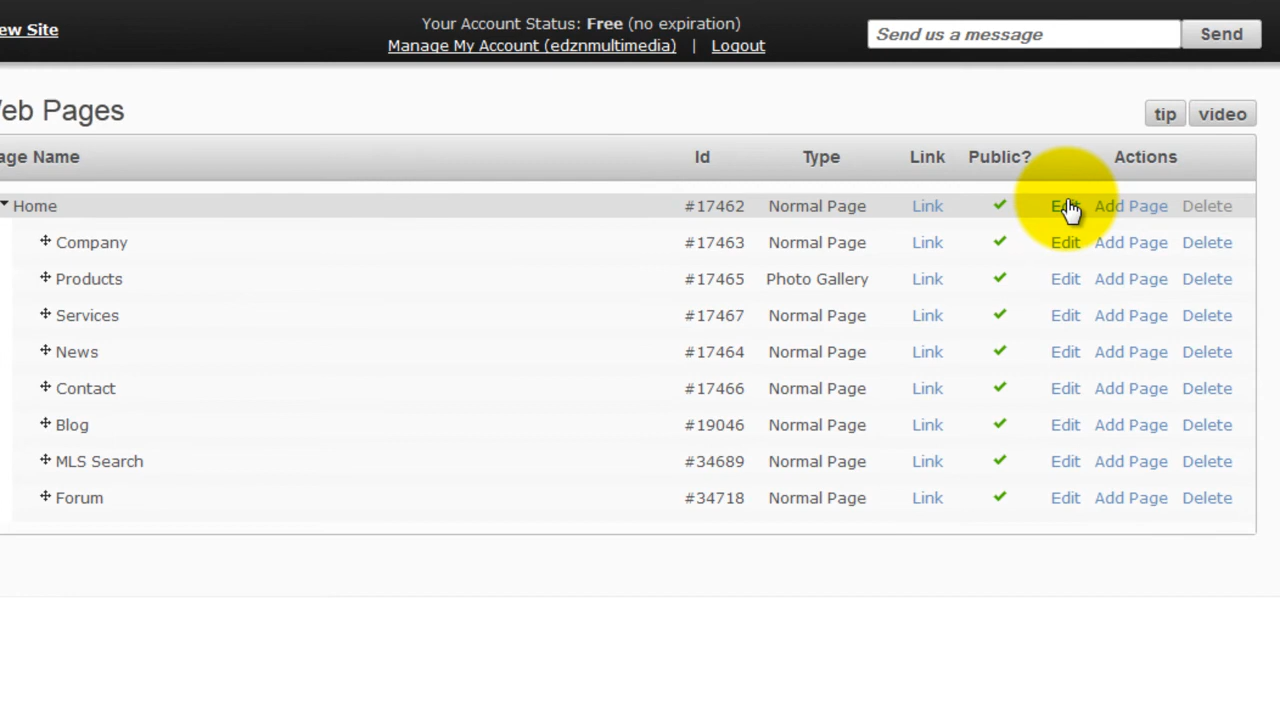 ew Site
Your Account Status: Free (no expiration)
Manage My Account (edznmultimedia) | Logout
Send us a message
Send
eb Pages
tip video
age Name Id Type Link Public? Actions
Home #17462 Normal Page Link Edit Add Page Delete
Company #17463 Normal Page Link Edit Add Page Delete
Products #17465 Photo Gallery Link Edit Add Page Delete
Services #17467 Normal Page Link Edit Add Page Delete
News #17464 Normal Page Link Edit Add Page Delete
Contact #17466 Normal Page Link Edit Add Page Delete
Blog #19046 Normal Page Link Edit Add Page Delete
MLS Search #34689 Normal Page Link Edit Add Page Delete
Forum #34718 Normal Page Link Edit Add Page Delete